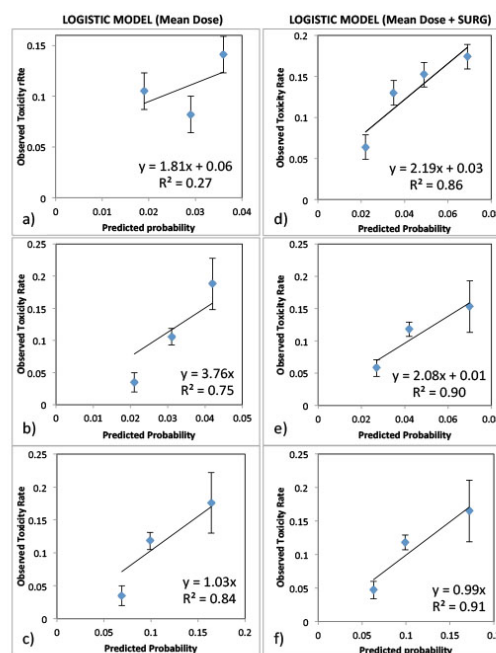 LOGISTIC MODEL (Mean Dose)
LOGISTIC MODEL (Mean Dose + SURG)
Observed Toxicity rRte
0.15
0.1
0.05
0
y = 1.81x + 0.06
R² = 0.27
a)
0 0.01 0.02 0.03 0.04
Predicted probability
Observed Toxicity Rate
0.2
0.15
0.1
0.05
0
y = 2.19x + 0.03
R² = 0.86
d)
0 0.02 0.04 0.06 0.08
Predicted probability
Observed Toxicity Rate
0.25
0.2
0.15
0.1
0.05
0
y = 3.76x
R² = 0.75
b)
0 0.01 0.02 0.03 0.04 0.05
Predicted Probability
Observed Toxicity Rate
0.25
0.2
0.15
0.1
0.05
0
y = 2.08x + 0.01
R² = 0.90
e)
0 0.02 0.04 0.06 0.08
Predicted Probability
Observed Toxicity Rate
0.25
0.2
0.15
0.1
0.05
0
y = 1.03x
R² = 0.84
c)
0 0.05 0.1 0.15 0.2
Predicted Probability
Observed Toxicity Rate
0.25
0.2
0.15
0.1
0.05
0
y = 0.99x
R² = 0.91
f)
0 0.05 0.1 0.15 0.2
Predicted Probability